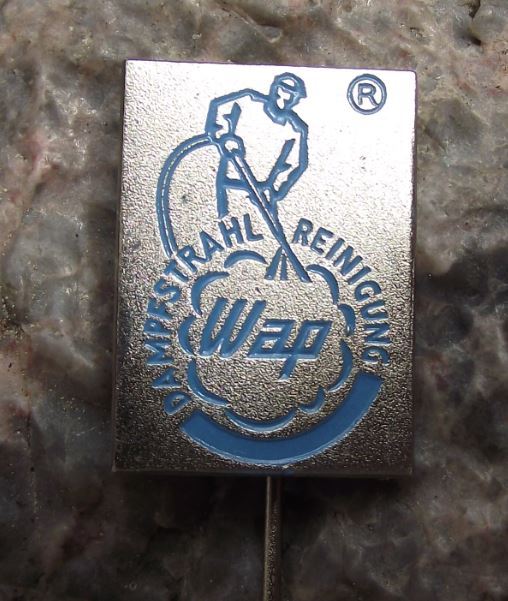 ®
DAMPFSTRAHL REINIGUNG
Wap